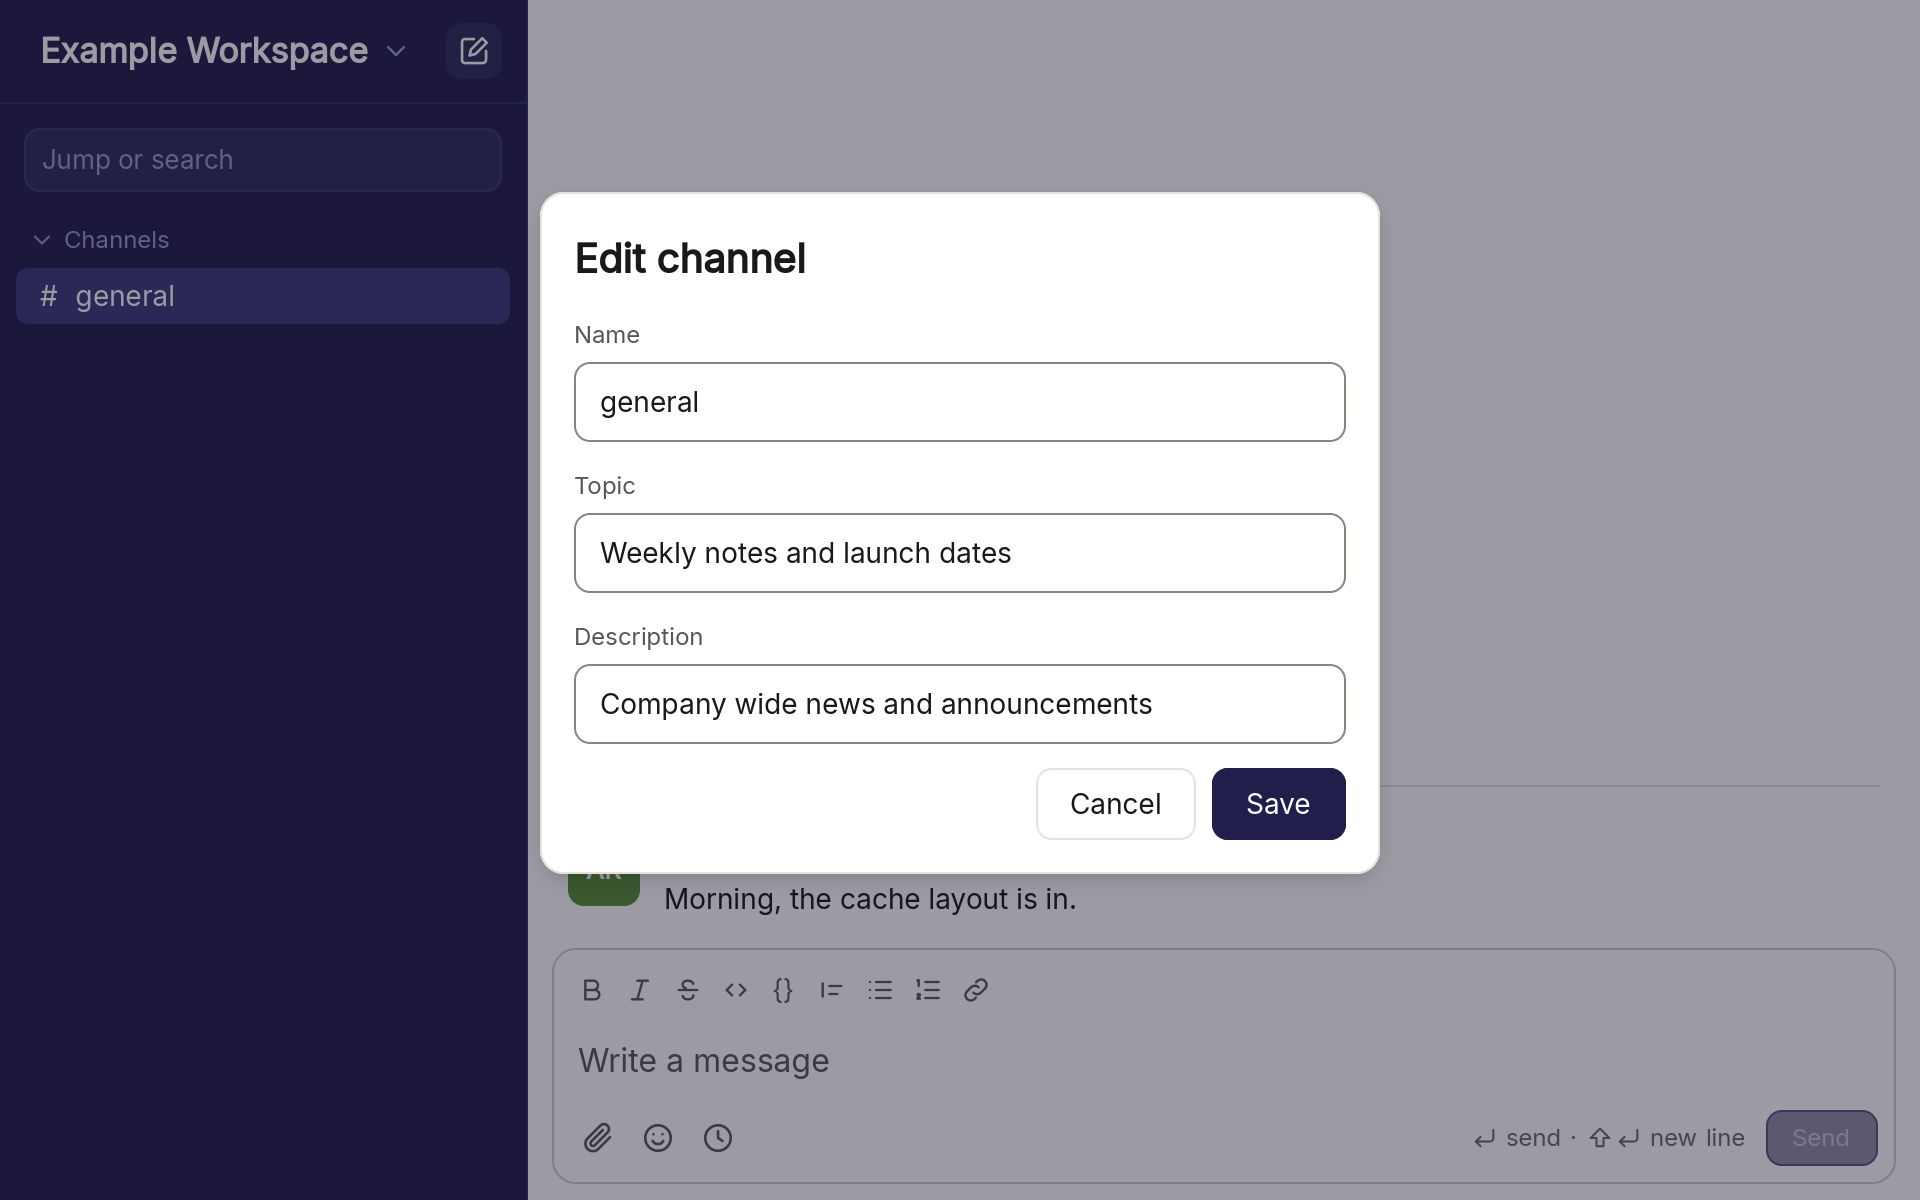 Example Workspace
Jump or search
Channels
# general
Edit channel
Name
general
Topic
Weekly notes and launch dates
Description
Company wide news and announcements
Cancel
Save
Morning, the cache layout is in.
Write a message
send · new line
Send